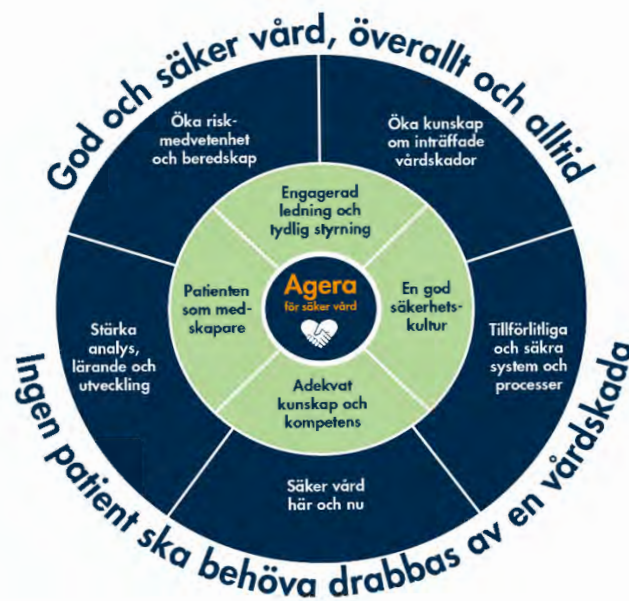 God och säker vård, överallt och alltid
Öka risk-
medvetenhet
och beredskap
Öka kunskap
om inträffade
vårdskador
Engagerad
ledning och
tydlig styrning
Patienten
som med-
skapare
Agera
för säker vård
En god
säkerhets-
kultur
Stärka
analys,
lärande och
utveckling
Tillförlitliga
och säkra
system och
processer
Adekvat
kunskap och
kompetens
Säker vård
här och nu
Ingen patient ska behöva drabbas av en vårdskada